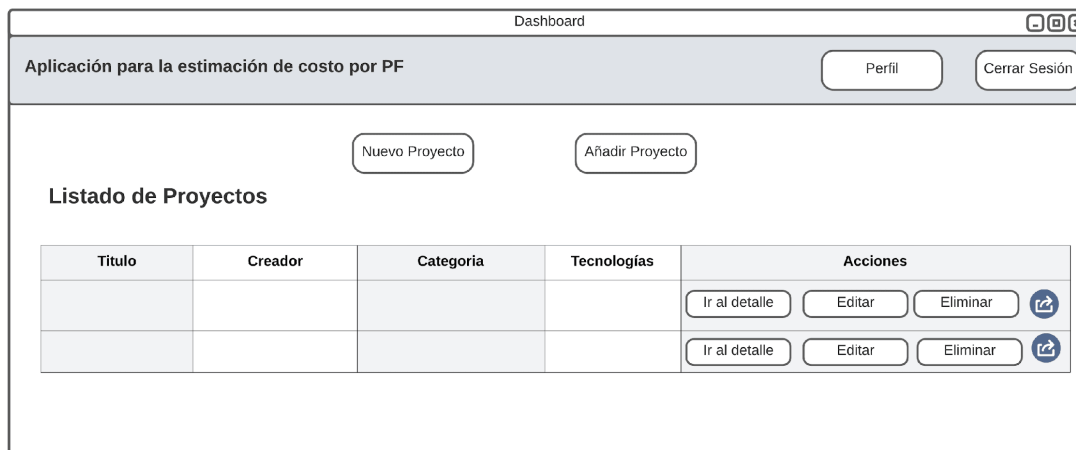 Dashboard
Aplicación para la estimación de costo por PF
Perfil
Cerrar Sesión
Nuevo Proyecto
Añadir Proyecto
Listado de Proyectos
Titulo Creador Categoria Tecnologías Acciones
Ir al detalle Editar Eliminar
Ir al detalle Editar Eliminar